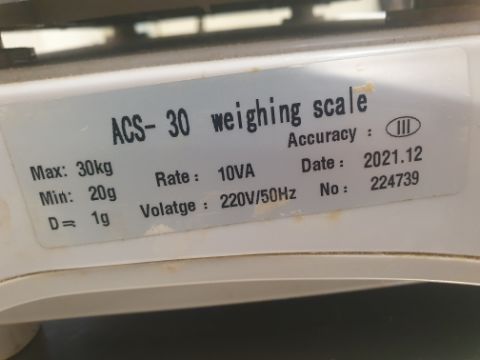 ACS- 30 weighing scale
Max: 30kg Rate: 10VA Accuracy : III
Min: 20g Volatge : 220V/50Hz Date: 2021.12
D= 1g No: 224739